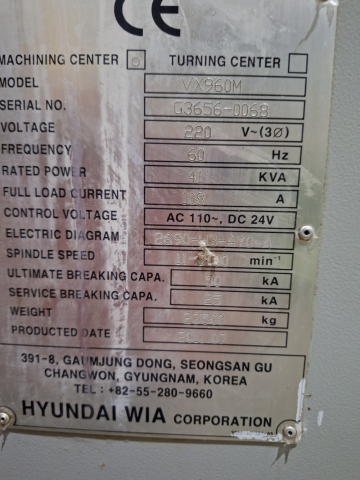 CE
MACHINING CENTER TURNING CENTER
MODEL VX960M
SERIAL NO. G3656-0068
VOLTAGE 220 V~(3Ø)
FREQUENCY 60 Hz
RATED POWER KVA
FULL LOAD CURRENT A
CONTROL VOLTAGE AC 110~, DC 24V
ELECTRIC DIAGRAM
SPINDLE SPEED min⁻¹
ULTIMATE BREAKING CAPA. kA
SERVICE BREAKING CAPA. 25 kA
WEIGHT kg
PRODUCTED DATE
391-8, GAUMJUNG DONG, SEONGSAN GU
CHANGWON, GYUNGNAM, KOREA
TEL : +82-55-280-9660
HYUNDAI WIA CORPORATION